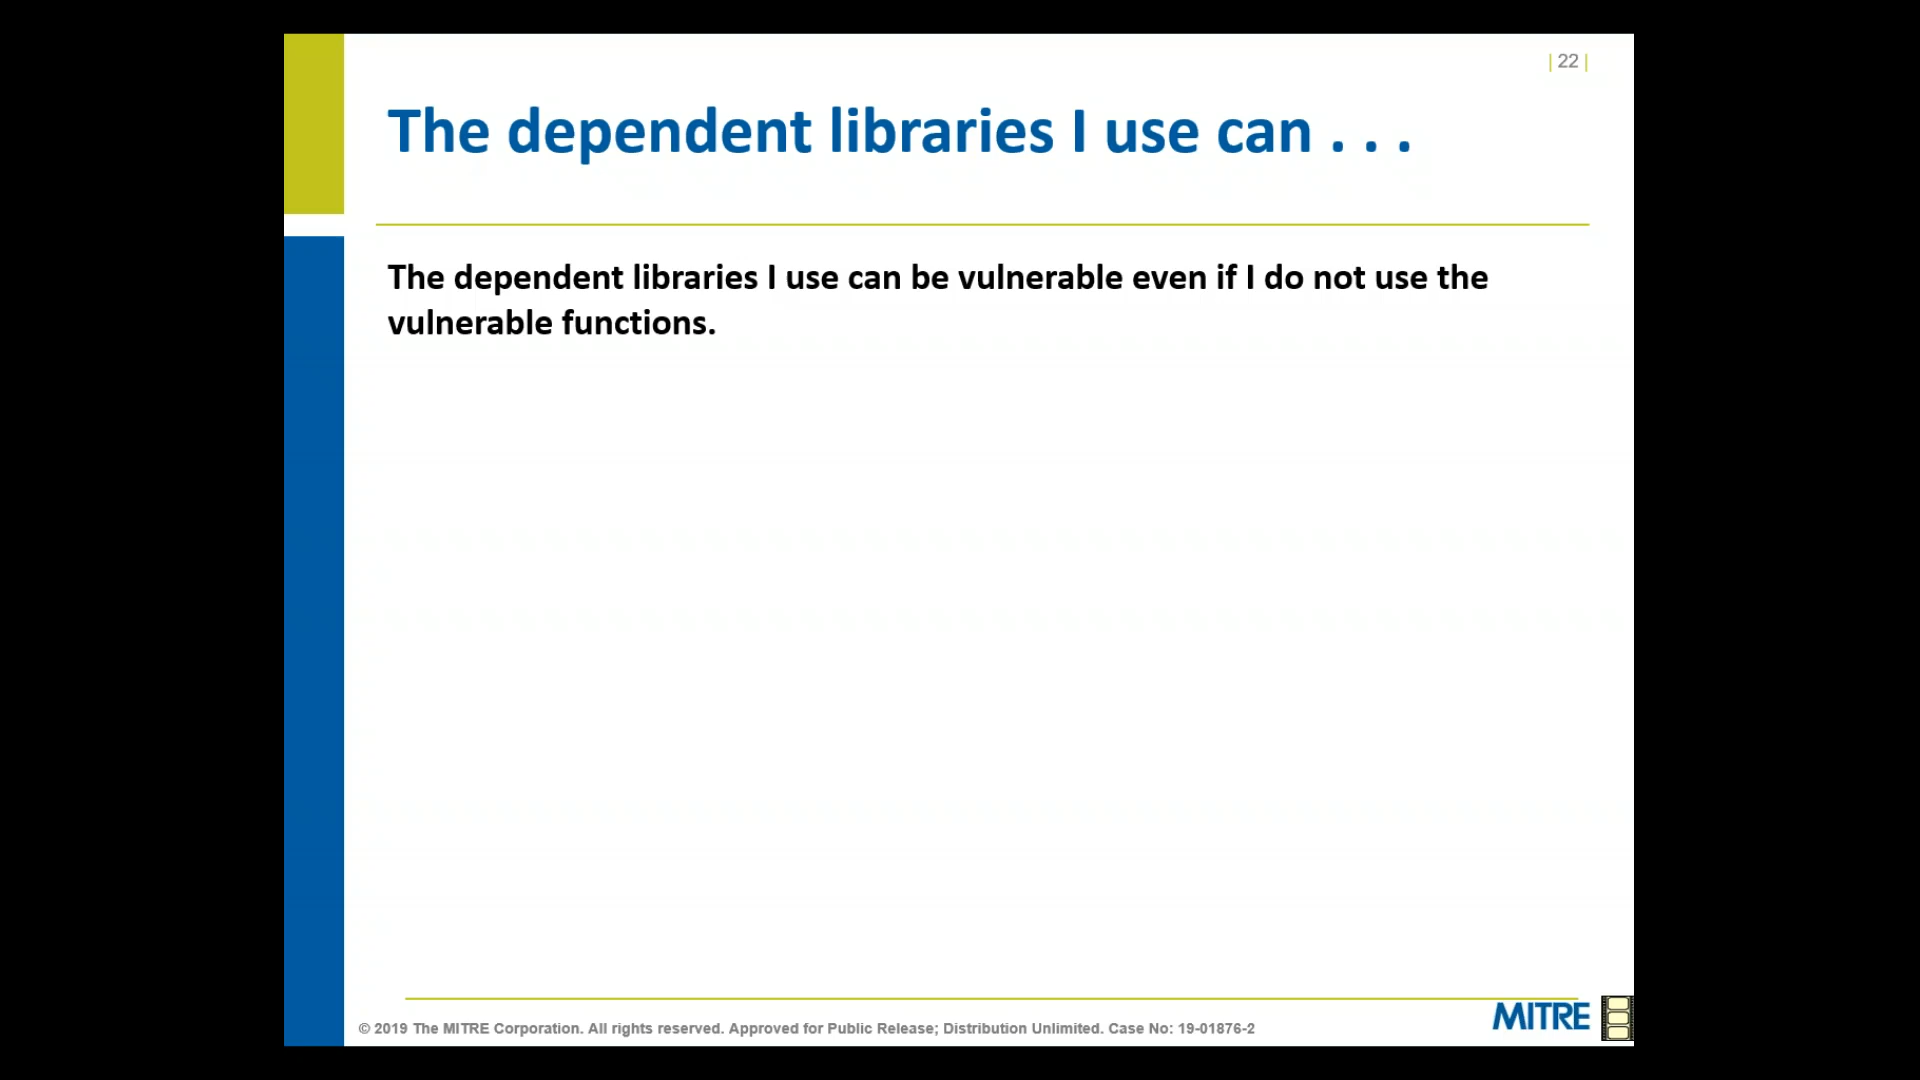 | 22 |
The dependent libraries I use can . . .
The dependent libraries I use can be vulnerable even if I do not use the
vulnerable functions.
MITRE
© 2019 The MITRE Corporation. All rights reserved. Approved for Public Release; Distribution Unlimited. Case No: 19-01876-2